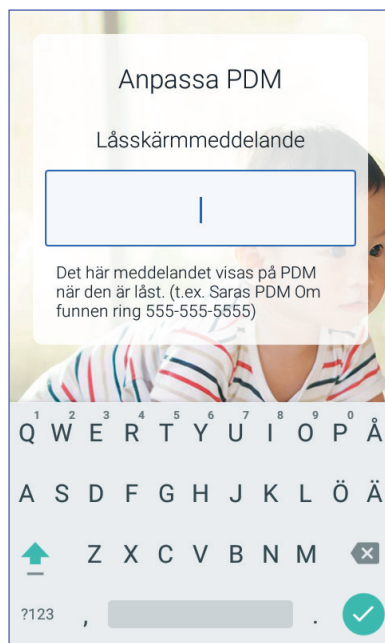 Anpassa PDM
Låsskärmmeddelande
Det här meddelandet visas på PDM
när den är låst. (t.ex. Saras PDM Om
funnen ring 555-555-5555)
1 2 3 4 5 6 7 8 9 0
Q W E R T Y U I O P Å
A S D F G H J K L Ö Ä
Z X C V B N M
?123 , .